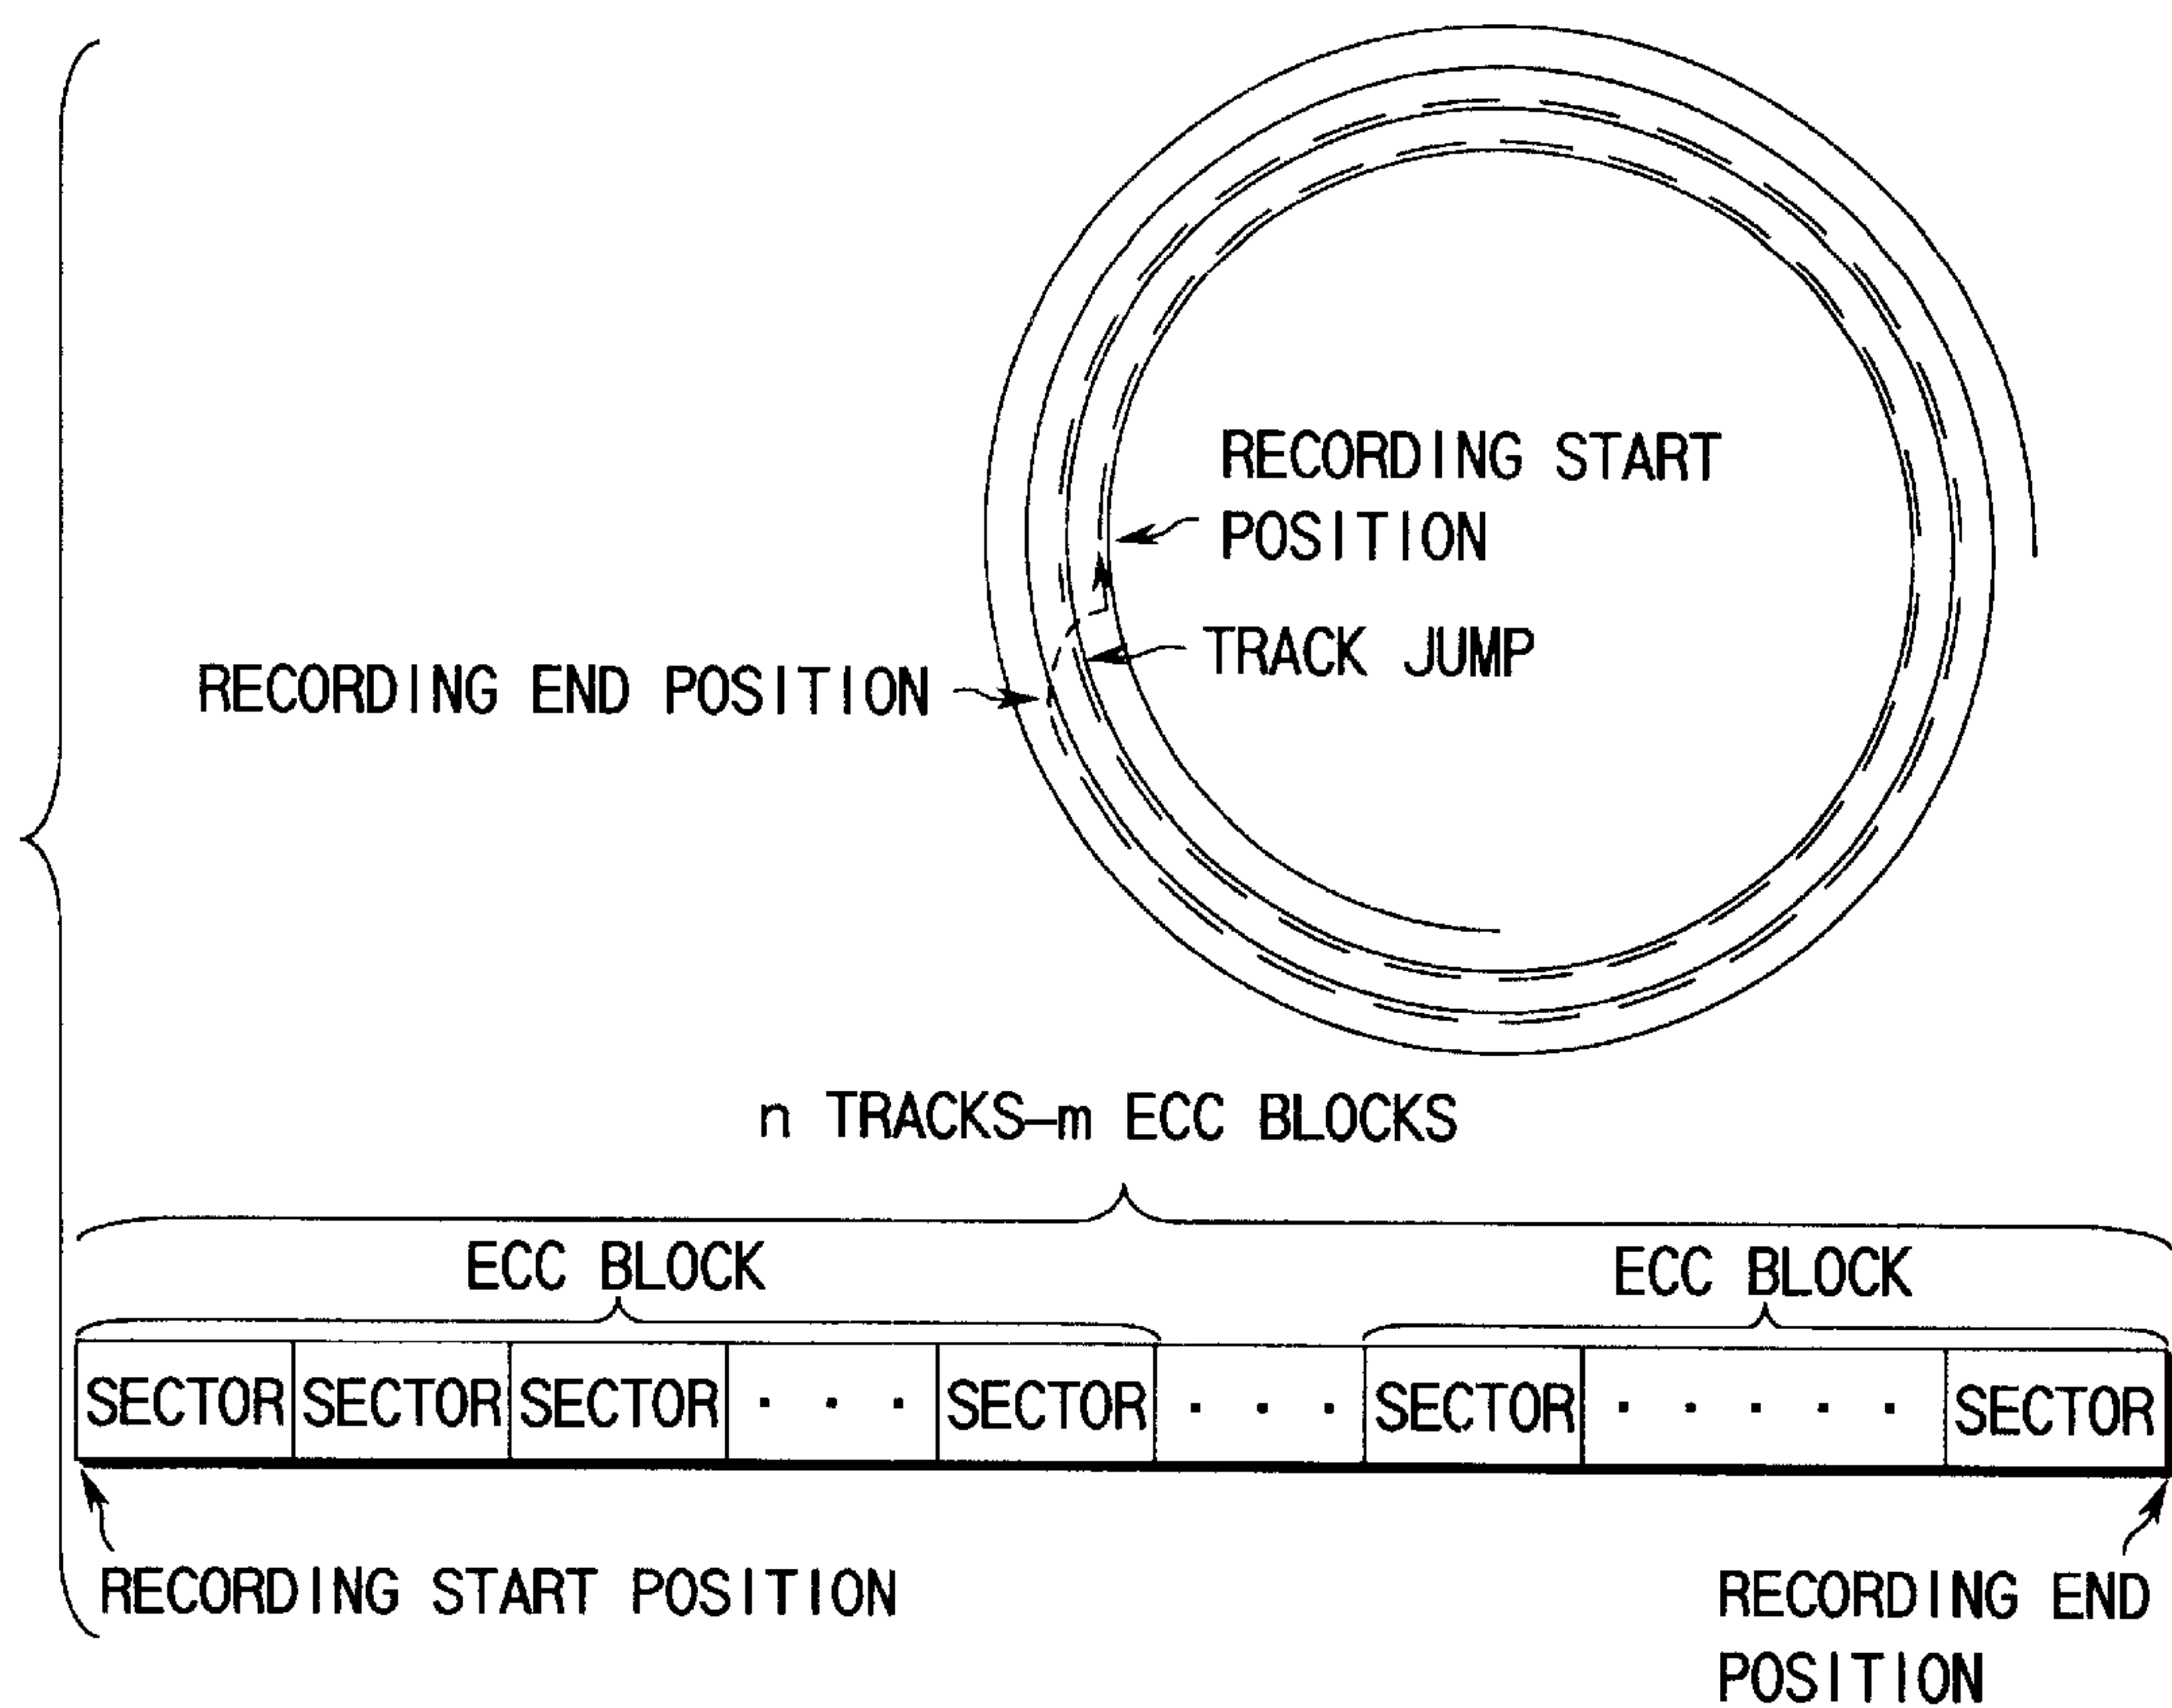 RECORDING START
POSITION
TRACK JUMP
RECORDING END POSITION
n TRACKS-m ECC BLOCKS
ECC BLOCK ECC BLOCK
SECTOR SECTOR SECTOR . . . SECTOR . . . SECTOR . . . . . SECTOR
RECORDING START POSITION
RECORDING END
POSITION